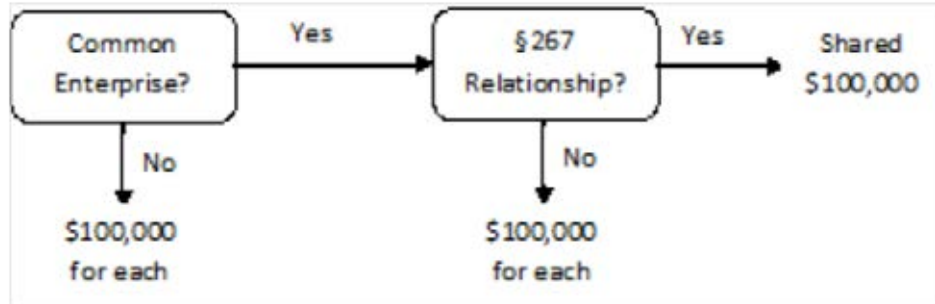 Common
Enterprise?
Yes
§267
Relationship?
Yes
Shared
$100,000
No
$100,000
for each
No
$100,000
for each